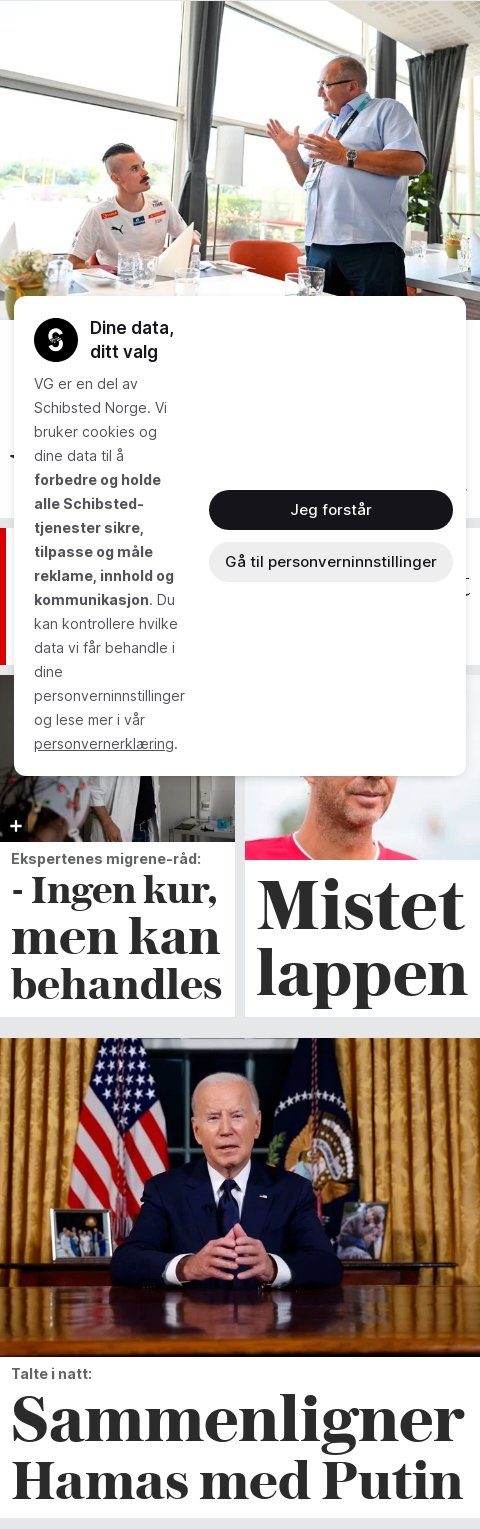 Dine data,
ditt valg
VG er en del av
Schibsted Norge. Vi
bruker cookies og
dine data til å
forbedre og holde
alle Schibsted-
tjenester sikre,
tilpasse og måle
reklame, innhold og
kommunikasjon. Du
kan kontrollere hvilke
data vi får behandle i
dine
personverninnstillinger
og lese mer i vår
personvernerklæring.
Jeg forstår
Gå til personverninnstillinger
Ekspertenes migrene-råd:
- Ingen kur,
men kan
behandles
Mistet
lappen
Talte i natt:
Sammenligner
Hamas med Putin